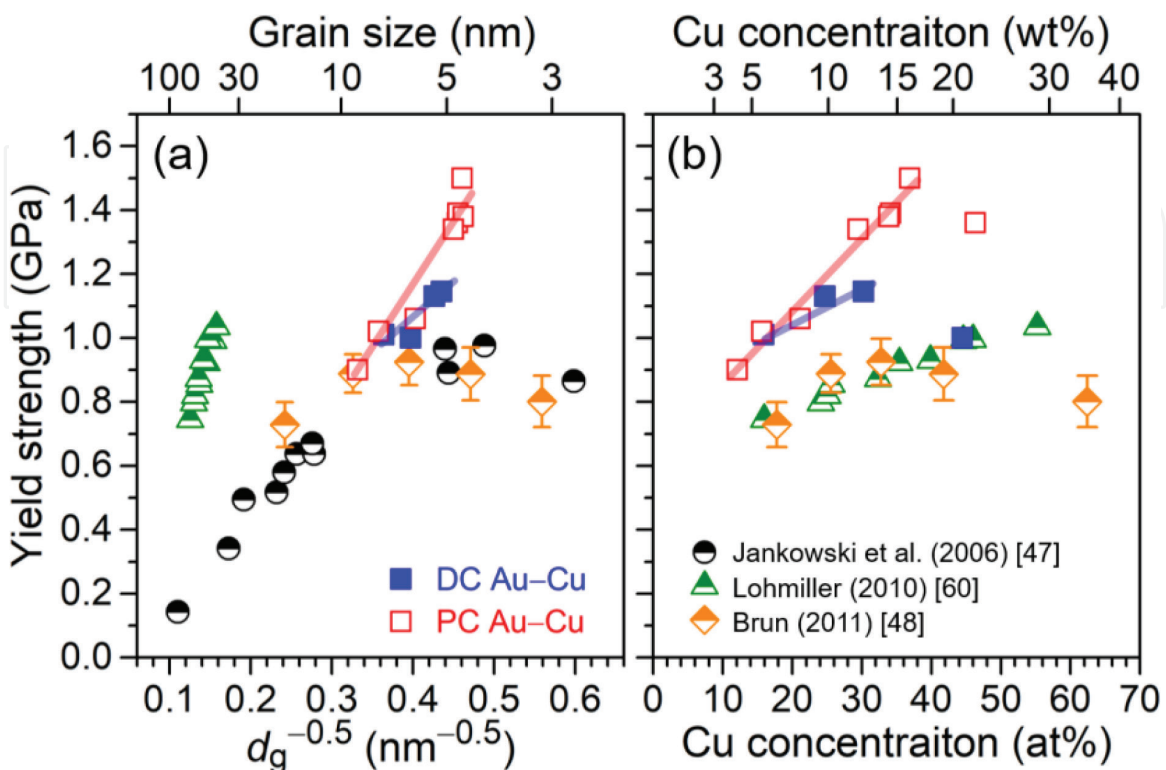 Grain size (nm)
100 30 10 5 3
(a)
Yield strength (GPa)
1.6
1.4
1.2
1.0
0.8
0.6
0.4
0.2
0.0
DC Au–Cu
PC Au–Cu
0.1 0.2 0.3 0.4 0.5 0.6
dg−0.5 (nm−0.5)
Cu concentraiton (wt%)
3 5 10 15 20 30 40
(b)
Jankowski et al. (2006) [47]
Lohmiller (2010) [60]
Brun (2011) [48]
0 10 20 30 40 50 60 70
Cu concentraiton (at%)